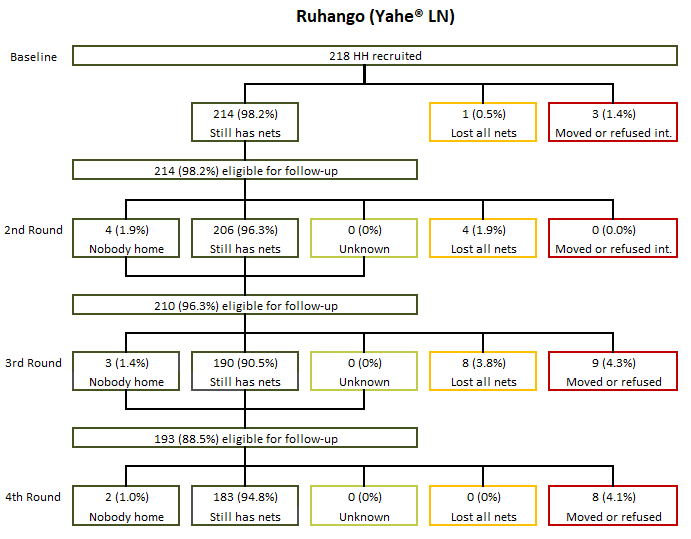 Ruhango (Yahe® LN)
Baseline
218 HH recruited
214 (98.2%)
Still has nets
1 (0.5%)
Lost all nets
3 (1.4%)
Moved or refused int.
214 (98.2%) eligible for follow-up
2nd Round
4 (1.9%)
Nobody home
206 (96.3%)
Still has nets
0 (0%)
Unknown
4 (1.9%)
Lost all nets
0 (0.0%)
Moved or refused int.
210 (96.3%) eligible for follow-up
3rd Round
3 (1.4%)
Nobody home
190 (90.5%)
Still has nets
0 (0%)
Unknown
8 (3.8%)
Lost all nets
9 (4.3%)
Moved or refused
193 (88.5%) eligible for follow-up
4th Round
2 (1.0%)
Nobody home
183 (94.8%)
Still has nets
0 (0%)
Unknown
0 (0%)
Lost all nets
8 (4.1%)
Moved or refused